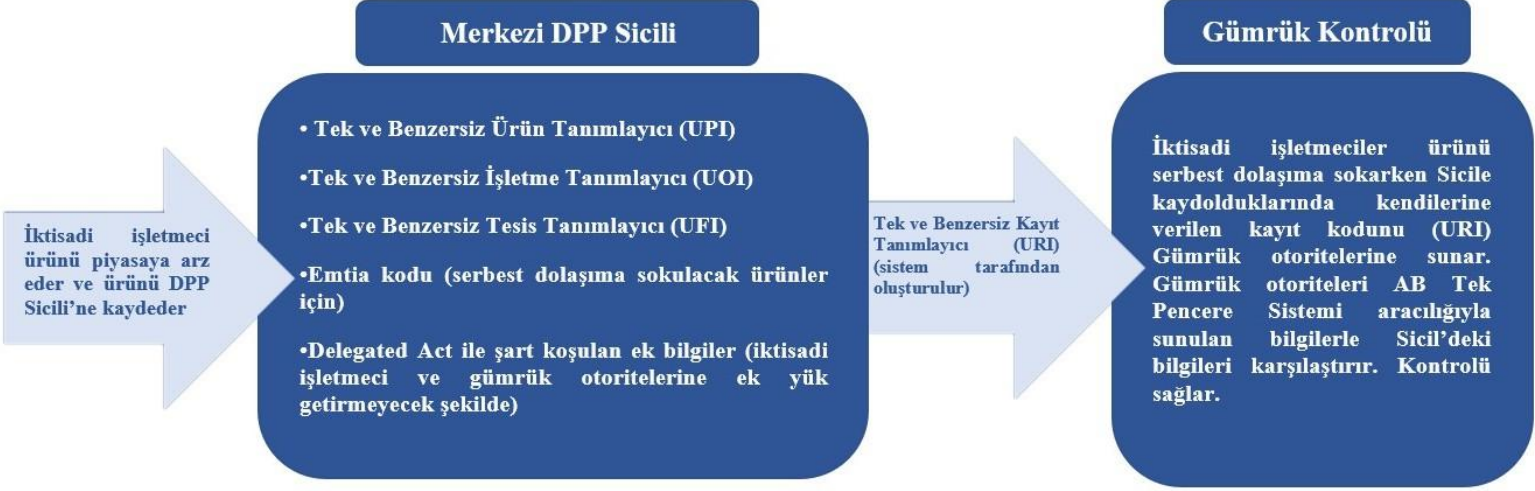 Merkezi DPP Sicili
Gümrük Kontrolü
İktisadi işletmeci
ürünü piyasaya arz
eder ve ürünü DPP
Sicili’ne kaydeder
• Tek ve Benzersiz Ürün Tanımlayıcı (UPI)
•Tek ve Benzersiz İşletme Tanımlayıcı (UOI)
•Tek ve Benzersiz Tesis Tanımlayıcı (UFI)
•Emtia kodu (serbest dolaşıma sokulacak ürünler
için)
•Delegated Act ile şart koşulan ek bilgiler (iktisadi
işletmeci ve gümrük otoritelerine ek yük
getirmeyecek şekilde)
Tek ve Benzersiz Kayıt
Tanımlayıcı (URI)
(sistem tarafından
oluşturulur)
İktisadi işletmeciler ürünü
serbest dolaşıma sokarken Sicile
kaydolduklarında kendilerine
verilen kayıt kodunu (URI)
Gümrük otoritelerine sunar.
Gümrük otoriteleri AB Tek
Pencere Sistemi aracılığıyla
sunulan bilgilerle Sicil’deki
bilgileri karşılaştırır. Kontrolü
sağlar.